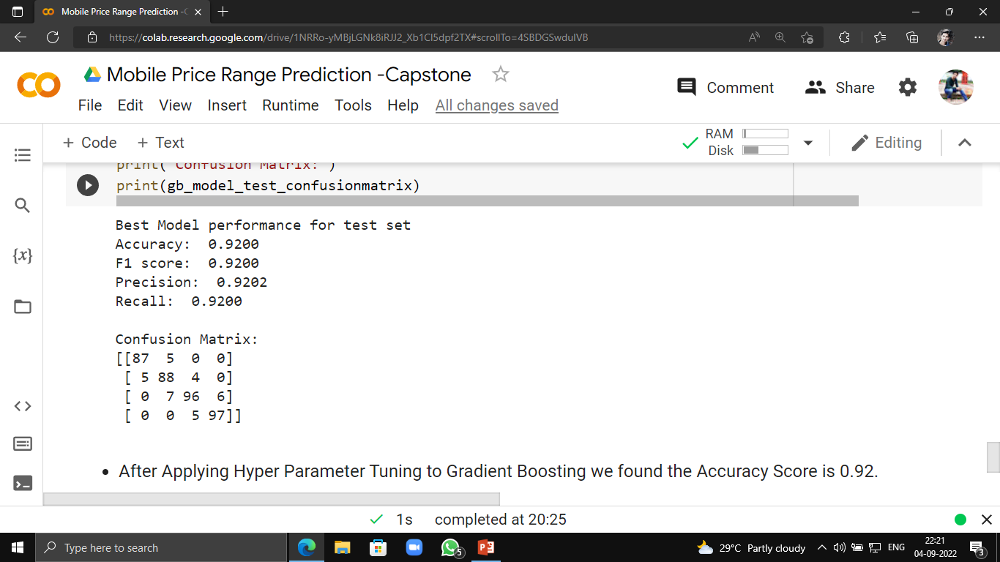 Mobile Price Range Prediction -C
https://colab.research.google.com/drive/1NRRo-yMBjLGNk8iRJJ2_Xb1Cl5dpf2TX#scrollTo=4SBDGSwduIVB
Mobile Price Range Prediction -Capstone
Comment
Share
File Edit View Insert Runtime Tools Help All changes saved
+ Code + Text
RAM
Disk
Editing
print("Confusion Matrix: ")
print(gb_model_test_confusionmatrix)
{x}
Best Model performance for test set
Accuracy:  0.9200
F1 score:  0.9200
Precision:  0.9202
Recall:  0.9200
Confusion Matrix:
[[87  5  0  0]
 [ 5 88  4  0]
 [ 0  7 96  6]
 [ 0  0  5 97]]
• After Applying Hyper Parameter Tuning to Gradient Boosting we found the Accuracy Score is 0.92.
1s completed at 20:25
Type here to search
5
29°C Partly cloudy
ENG
22:21
04-09-2022
3